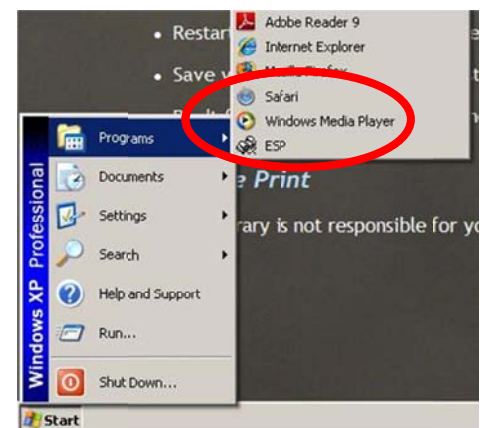 • Restar
Adobe Reader 9
Internet Explorer
• Save
Safari
Windows Media Player
ESP
Programs
Documents
Print
Settings
rary is not responsible for yo
Search
Help and Support
Run...
Shut Down...
Windows XP Professional
Start